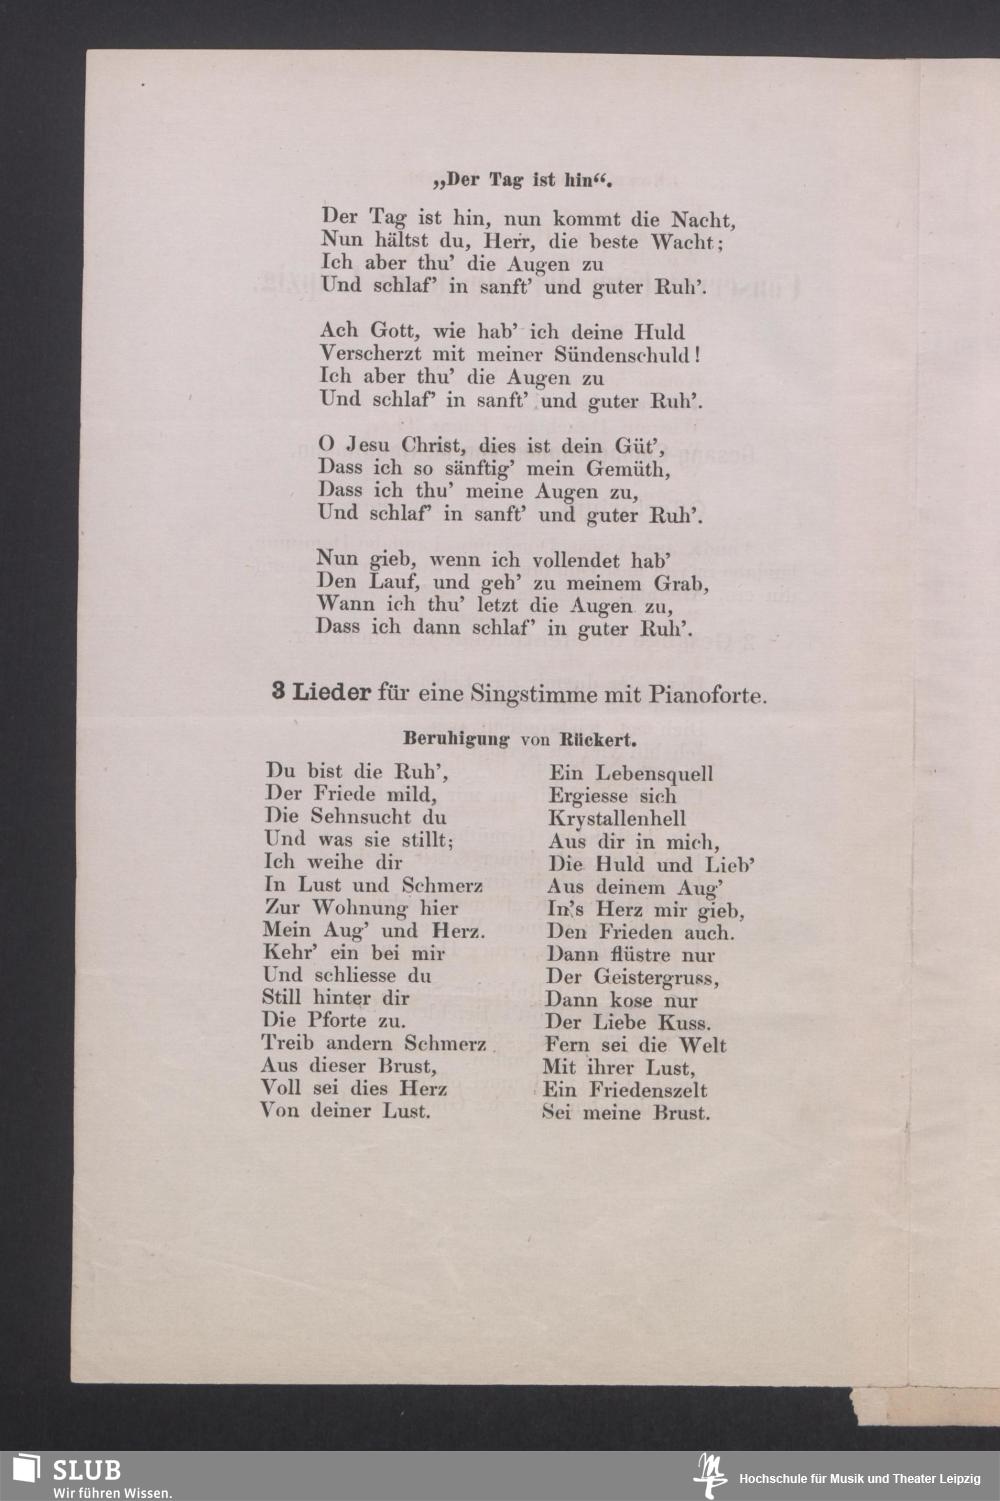 „Der Tag ist hin“.
Der Tag ist hin, nun kommt die Nacht,
Nun hältst du, Herr, die beste Wacht;
Ich aber thu’ die Augen zu
Und schlaf’ in sanft’ und guter Ruh’.
Ach Gott, wie hab’ ich deine Huld
Verscherzt mit meiner Sündenschuld!
Ich aber thu’ die Augen zu
Und schlaf’ in sanft’ und guter Ruh’.
O Jesu Christ, dies ist dein Güt’,
Dass ich so sänftig’ mein Gemüth,
Dass ich thu’ meine Augen zu,
Und schlaf’ in sanft’ und guter Ruh’.
Nun gieb, wenn ich vollendet hab’
Den Lauf, und geh’ zu meinem Grab,
Wann ich thu’ letzt die Augen zu,
Dass ich dann schlaf’ in guter Ruh’.
3 Lieder für eine Singstimme mit Pianoforte.
Beruhigung von Rückert.
Du bist die Ruh’,
Der Friede mild,
Die Sehnsucht du
Und was sie stillt;
Ich weihe dir
In Lust und Schmerz
Zur Wohnung hier
Mein Aug’ und Herz.
Kehr’ ein bei mir
Und schliesse du
Still hinter dir
Die Pforte zu.
Treib andern Schmerz
Aus dieser Brust,
Voll sei dies Herz
Von deiner Lust.
Ein Lebensquell
Ergiesse sich
Krystallenhell
Aus dir in mich,
Die Huld und Lieb’
Aus deinem Aug’
In’s Herz mir gieb,
Den Frieden auch.
Dann flüstre nur
Der Geistergruss,
Dann kose nur
Der Liebe Kuss.
Fern sei die Welt
Mit ihrer Lust,
Ein Friedenszelt
Sei meine Brust.
SLUB
Wir führen Wissen.
Hochschule für Musik und Theater Leipzig